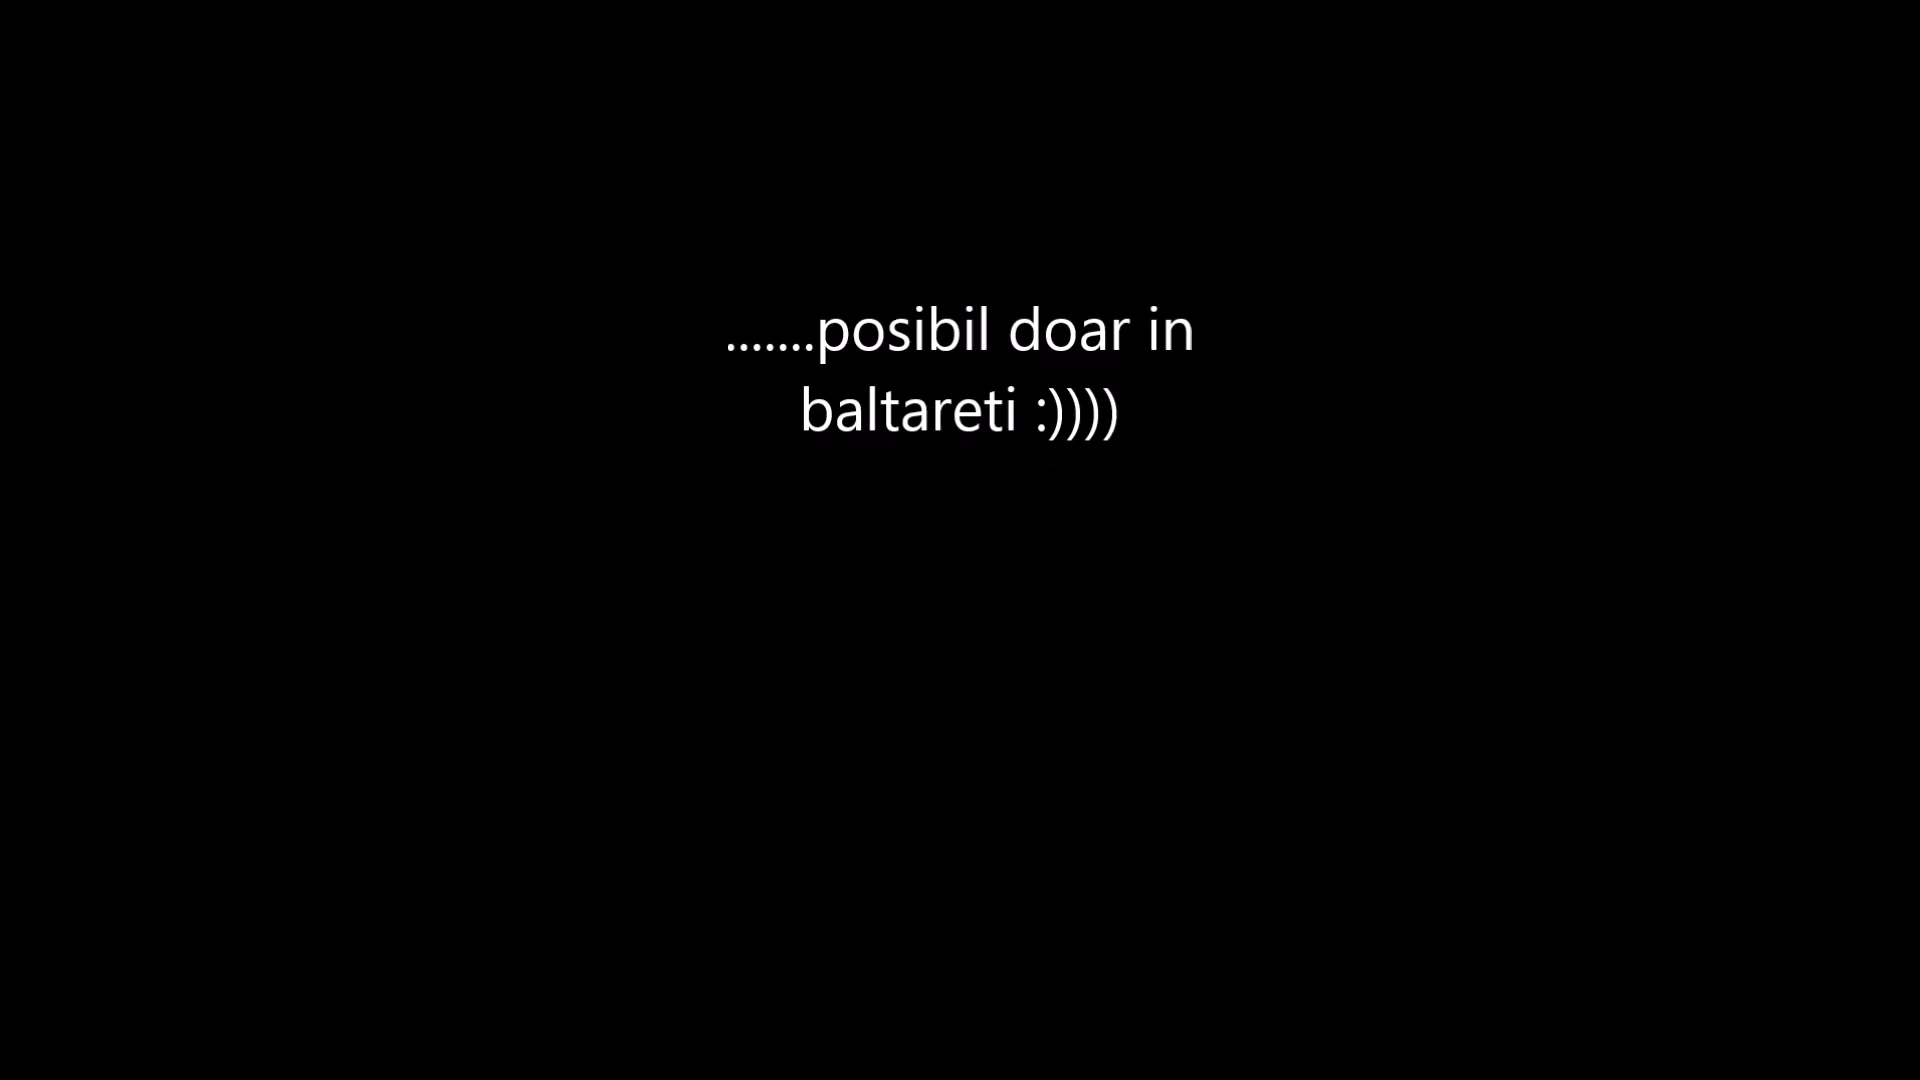 .......posibil doar in
baltareti :))))